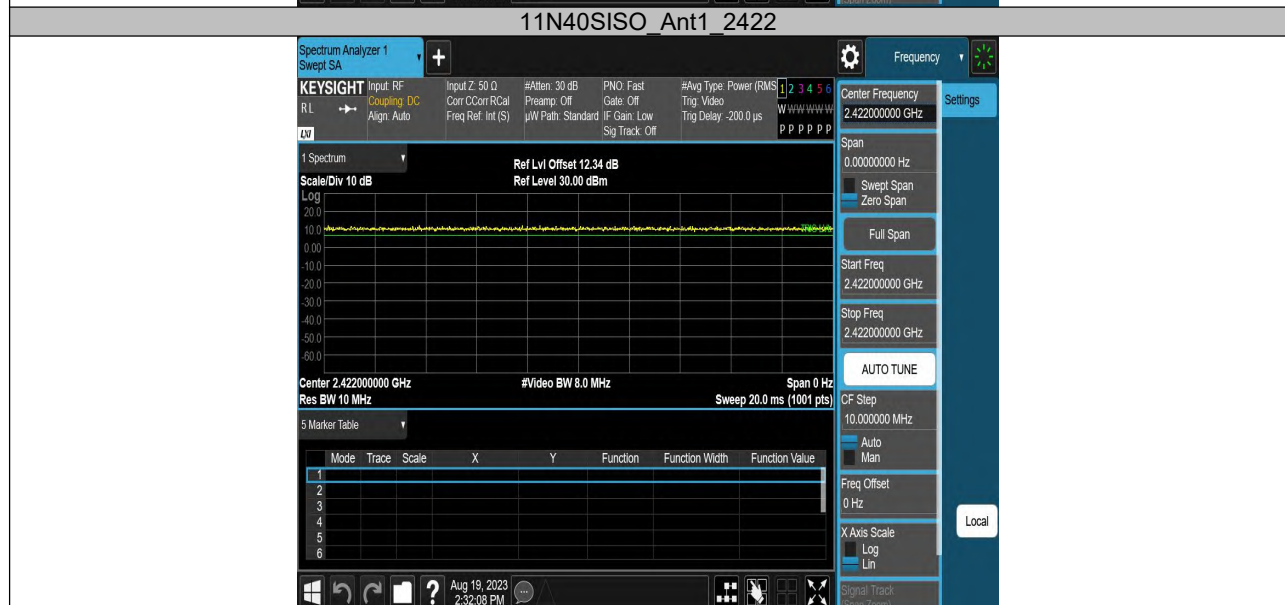 11N40SISO_Ant1_2422
Spectrum Analyzer 1
Swept SA
Frequency
KEYSIGHT
RL
LXI
Input: RF
Coupling: DC
Align: Auto
Input Z: 50 Ω
Corr CCorr RCal
Freq Ref: Int (S)
#Atten: 30 dB
Preamp: Off
µW Path: Standard
PNO: Fast
Gate: Off
IF Gain: Low
Sig Track: Off
#Avg Type: Power (RMS
Trig: Video
Trig Delay: -200.0 µs
1 2 3 4 5 6
W W W W W W
P P P P P P
Center Frequency
2.422000000 GHz
Settings
Span
0.00000000 Hz
Swept Span
Zero Span
Full Span
Start Freq
2.422000000 GHz
Stop Freq
2.422000000 GHz
AUTO TUNE
CF Step
10.000000 MHz
Auto
Man
Freq Offset
0 Hz
X Axis Scale
Log
Lin
Signal Track
Local
1 Spectrum
Scale/Div 10 dB
Ref Lvl Offset 12.34 dB
Ref Level 30.00 dBm
Log
20.0
10.0
0.00
-10.0
-20.0
-30.0
-40.0
-50.0
-60.0
Center 2.422000000 GHz
#Video BW 8.0 MHz
Span 0 Hz
Res BW 10 MHz
Sweep 20.0 ms (1001 pts)
5 Marker Table
Mode Trace Scale X Y Function Function Width Function Value
1
2
3
4
5
6
?
Aug 19, 2023
2:32:08 PM